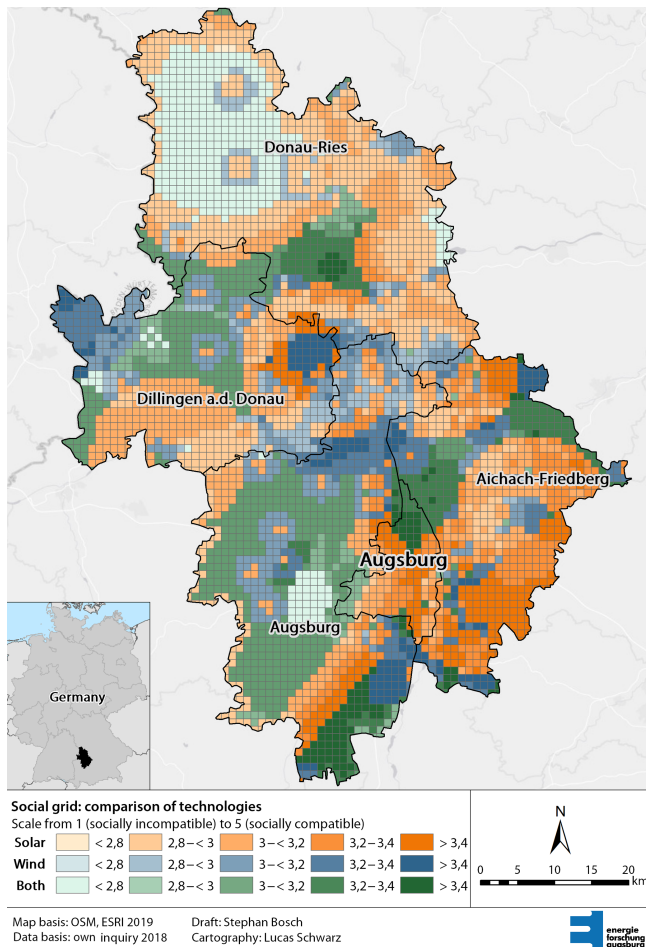 Donau-Ries
Dillingen a.d. Donau
Aichach-Friedberg
Augsburg
Augsburg
Germany
Social grid: comparison of technologies
Scale from 1 (socially incompatible) to 5 (socially compatible)
Solar < 2,8 2,8 – < 3 3 – < 3,2 3,2 – 3,4 > 3,4
Wind < 2,8 2,8 – < 3 3 – < 3,2 3,2 – 3,4 > 3,4
Both < 2,8 2,8 – < 3 3 – < 3,2 3,2 – 3,4 > 3,4
N
0 5 10 15 20
km
Map basis: OSM, ESRI 2019 Draft: Stephan Bosch
Data basis: own inquiry 2018 Cartography: Lucas Schwarz
energie
forschung
augsburg